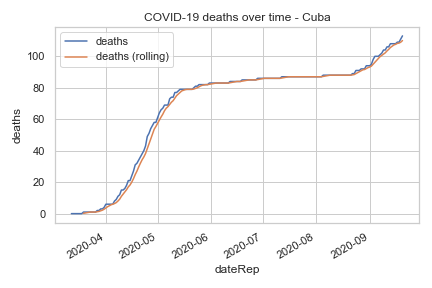 COVID-19 deaths over time - Cuba
deaths
deaths (rolling)
deaths
100
80
60
40
20
0
2020-04
2020-05
2020-06
2020-07
2020-08
2020-09
dateRep